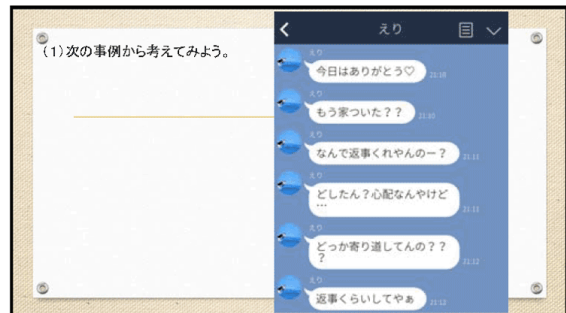 (1)次の事例から考えてみよう。
えり
えり
今日はありがとう♡
21:10
えり
もう家ついた??
21:10
えり
なんで返事くれやんのー?
21:11
えり
どしたん?心配なんやけど
…
21:11
えり
どっか寄り道してんの??
?
21:12
えり
返事くらいしてやぁ
21:12